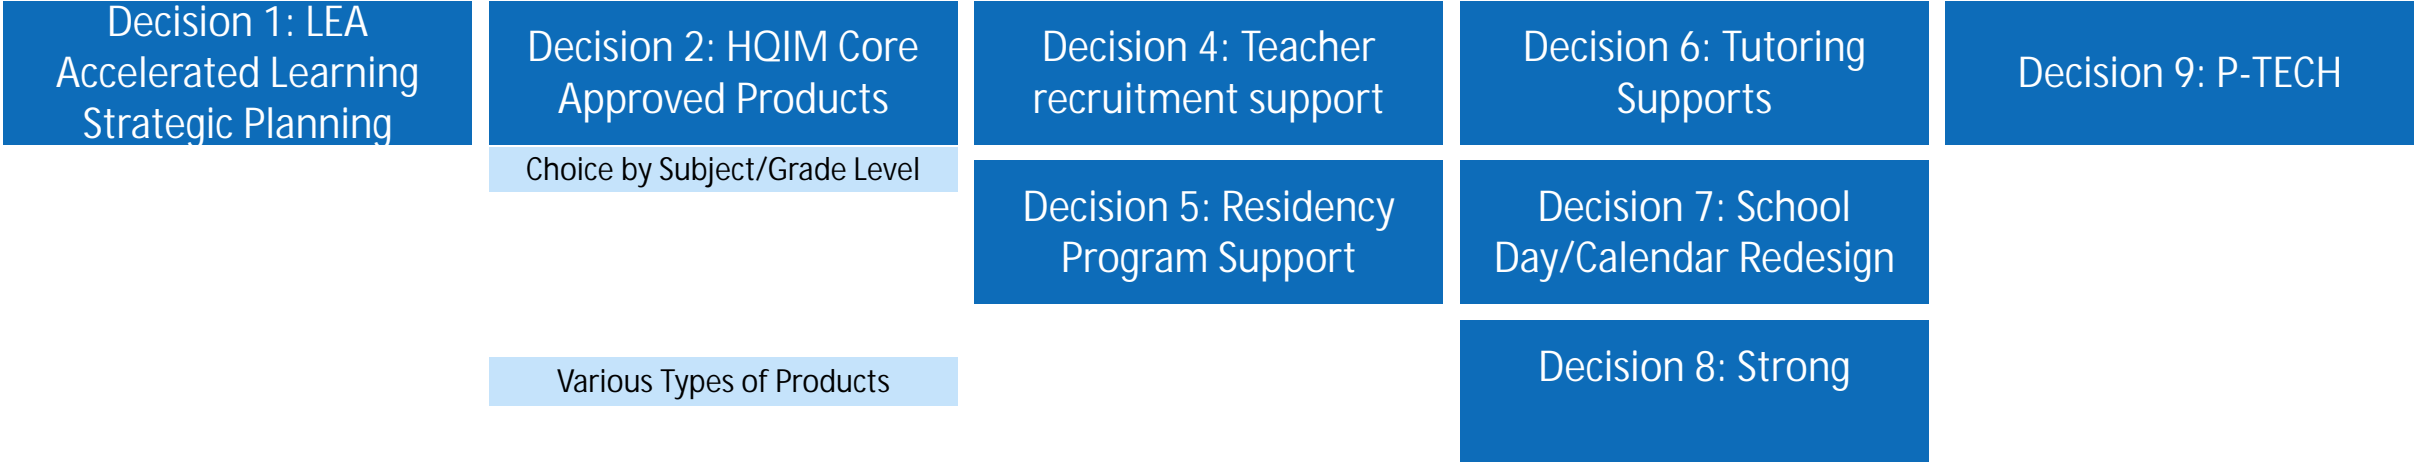 Decision 1: LEA
Accelerated Learning
Strategic Planning
Decision 2: HQIM Core
Approved Products
Choice by Subject/Grade Level
Various Types of Products
Decision 4: Teacher
recruitment support
Decision 5: Residency
Program Support
Decision 6: Tutoring
Supports
Decision 7: School
Day/Calendar Redesign
Decision 8: Strong
Decision 9: P-TECH